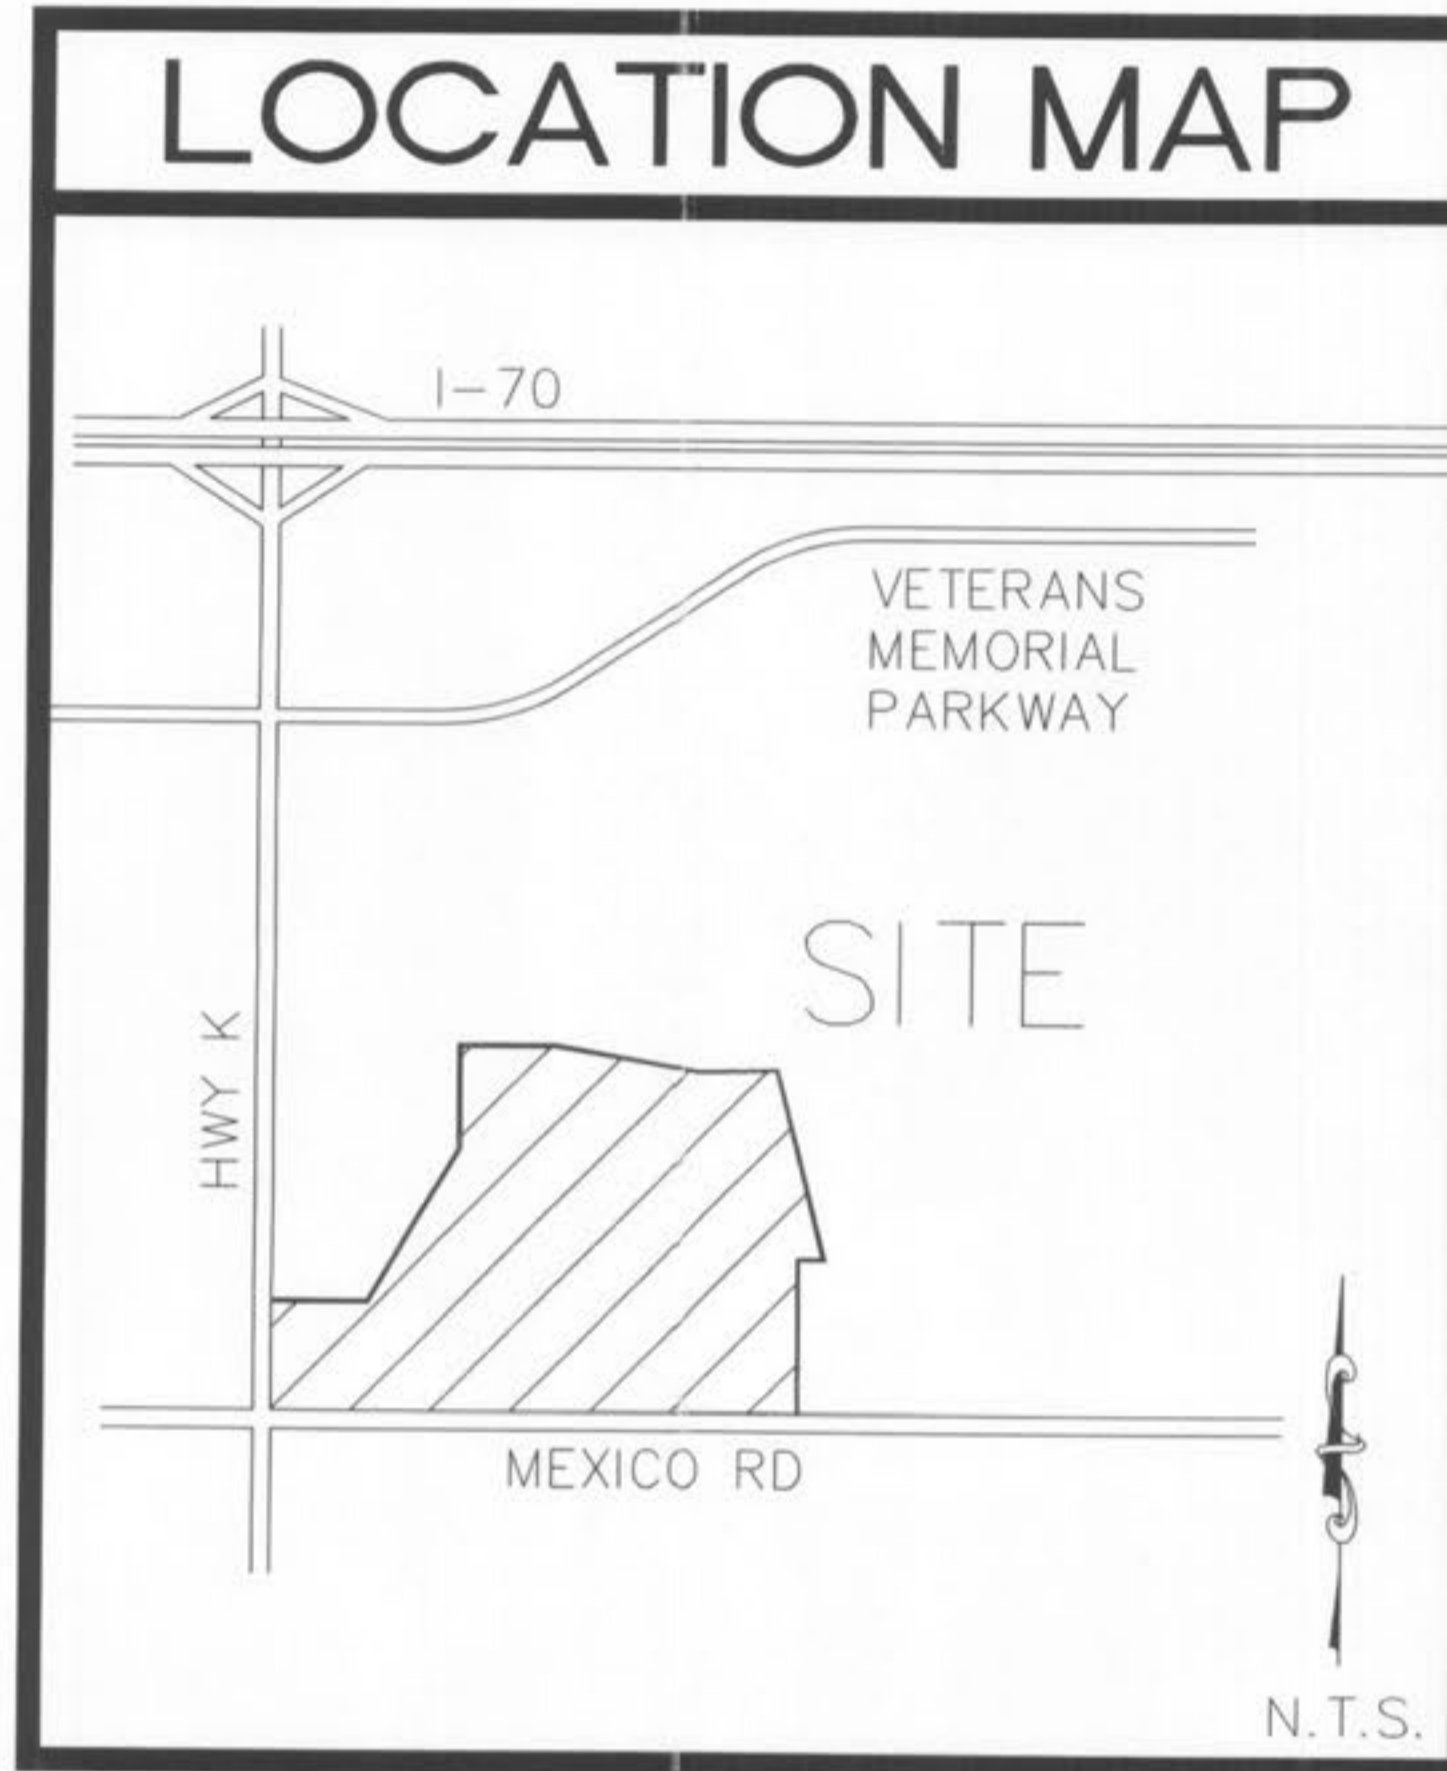 LOCATION MAP
I-70
VETERANS
MEMORIAL
PARKWAY
SITE
HWY K
MEXICO RD
N.T.S.